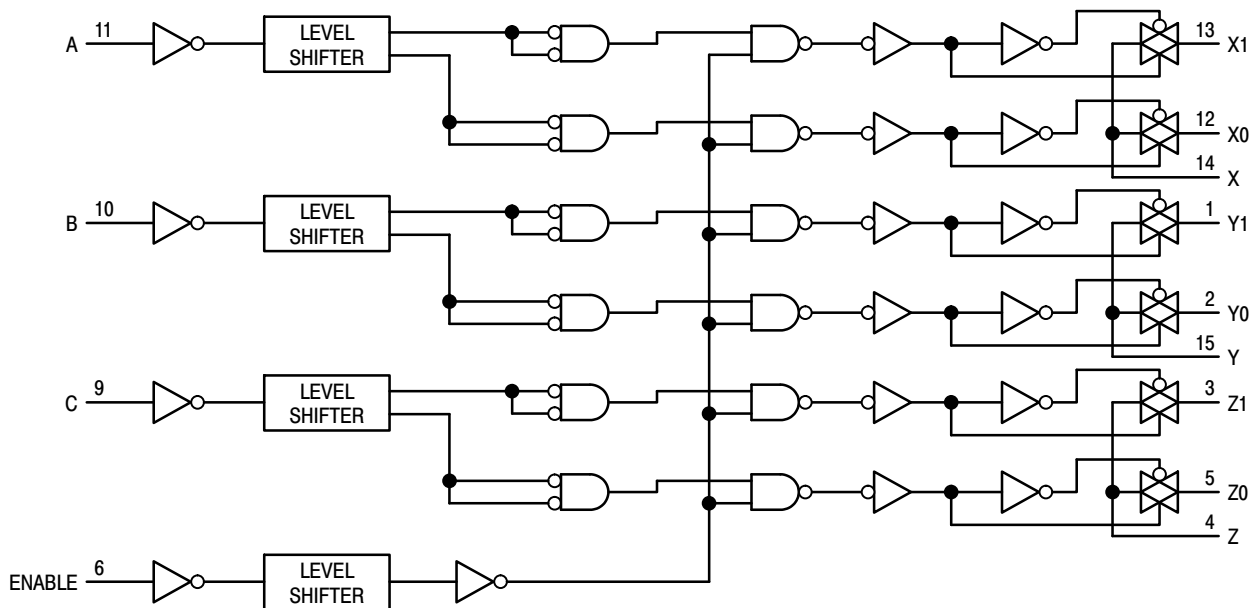 A 11 LEVEL SHIFTER 13 X1
12 X0
14 X
B 10 LEVEL SHIFTER 1 Y1
2 Y0
15 Y
C 9 LEVEL SHIFTER 3 Z1
5 Z0
4 Z
ENABLE 6 LEVEL SHIFTER